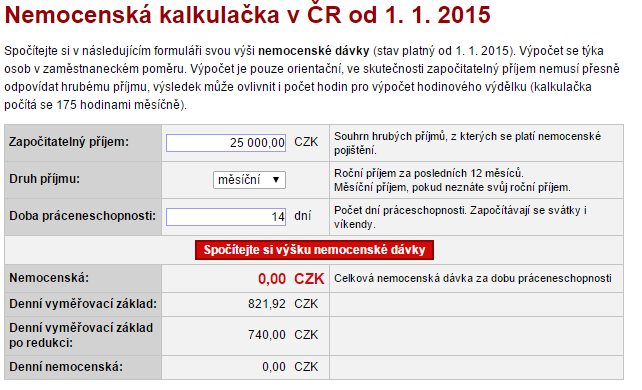 Nemocenská kalkulačka v ČR od 1. 1. 2015
Spočítejte si v následujícím formuláři svou výši nemocenské dávky (stav platný od 1. 1. 2015). Výpočet se týka
osob v zaměstnaneckém poměru. Výpočet je pouze orientační, ve skutečnosti započitatelný příjem nemusí přesně
odpovídat hrubému příjmu, výsledek může ovlivnit i počet hodin pro výpočet hodinového výdělku (kalkulačka
počítá se 175 hodinami měsíčně).
Započitatelný příjem: 25 000,00 CZK Souhrn hrubých příjmů, z kterých se platí nemocenské
pojištění.
Druh příjmu: měsíční Roční příjem za posledních 12 měsíců.
Měsíční příjem, pokud neznáte svůj roční příjem.
Doba práceneschopnosti: 14 dní Počet dní práceschopnosti. Započítávají se svátky i
víkendy.
Spočítejte si výšku nemocenské dávky
Nemocenská: 0,00 CZK Celková nemocenská dávka za dobu práceneschopnosti
Denní vyměřovací základ: 821,92 CZK
Denní vyměřovací základ
po redukci: 740,00 CZK
Denní nemocenská: 0,00 CZK